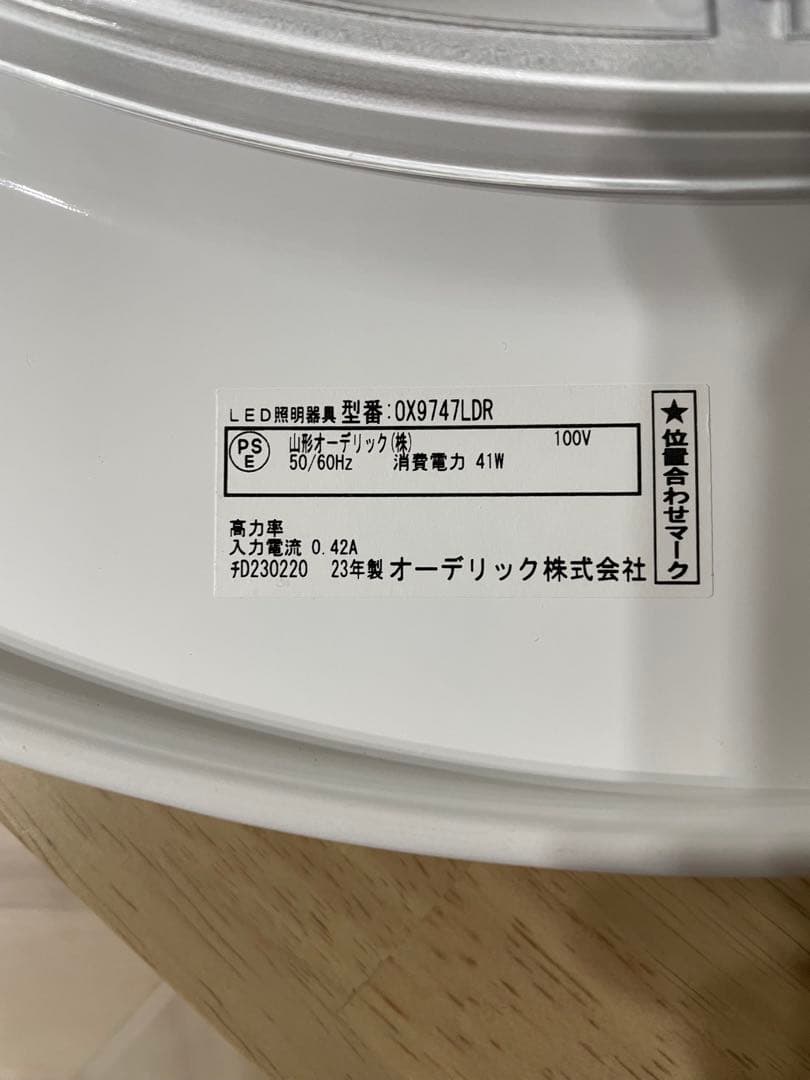 LED照明器具 型番:OX9747LDR
PS
E
山形オーデリック(株) 100V
50/60Hz 消費電力 41W
高力率
入力電流 0.42A
ﾁD230220 23年製 オーデリック株式会社
★位置合わせマーク